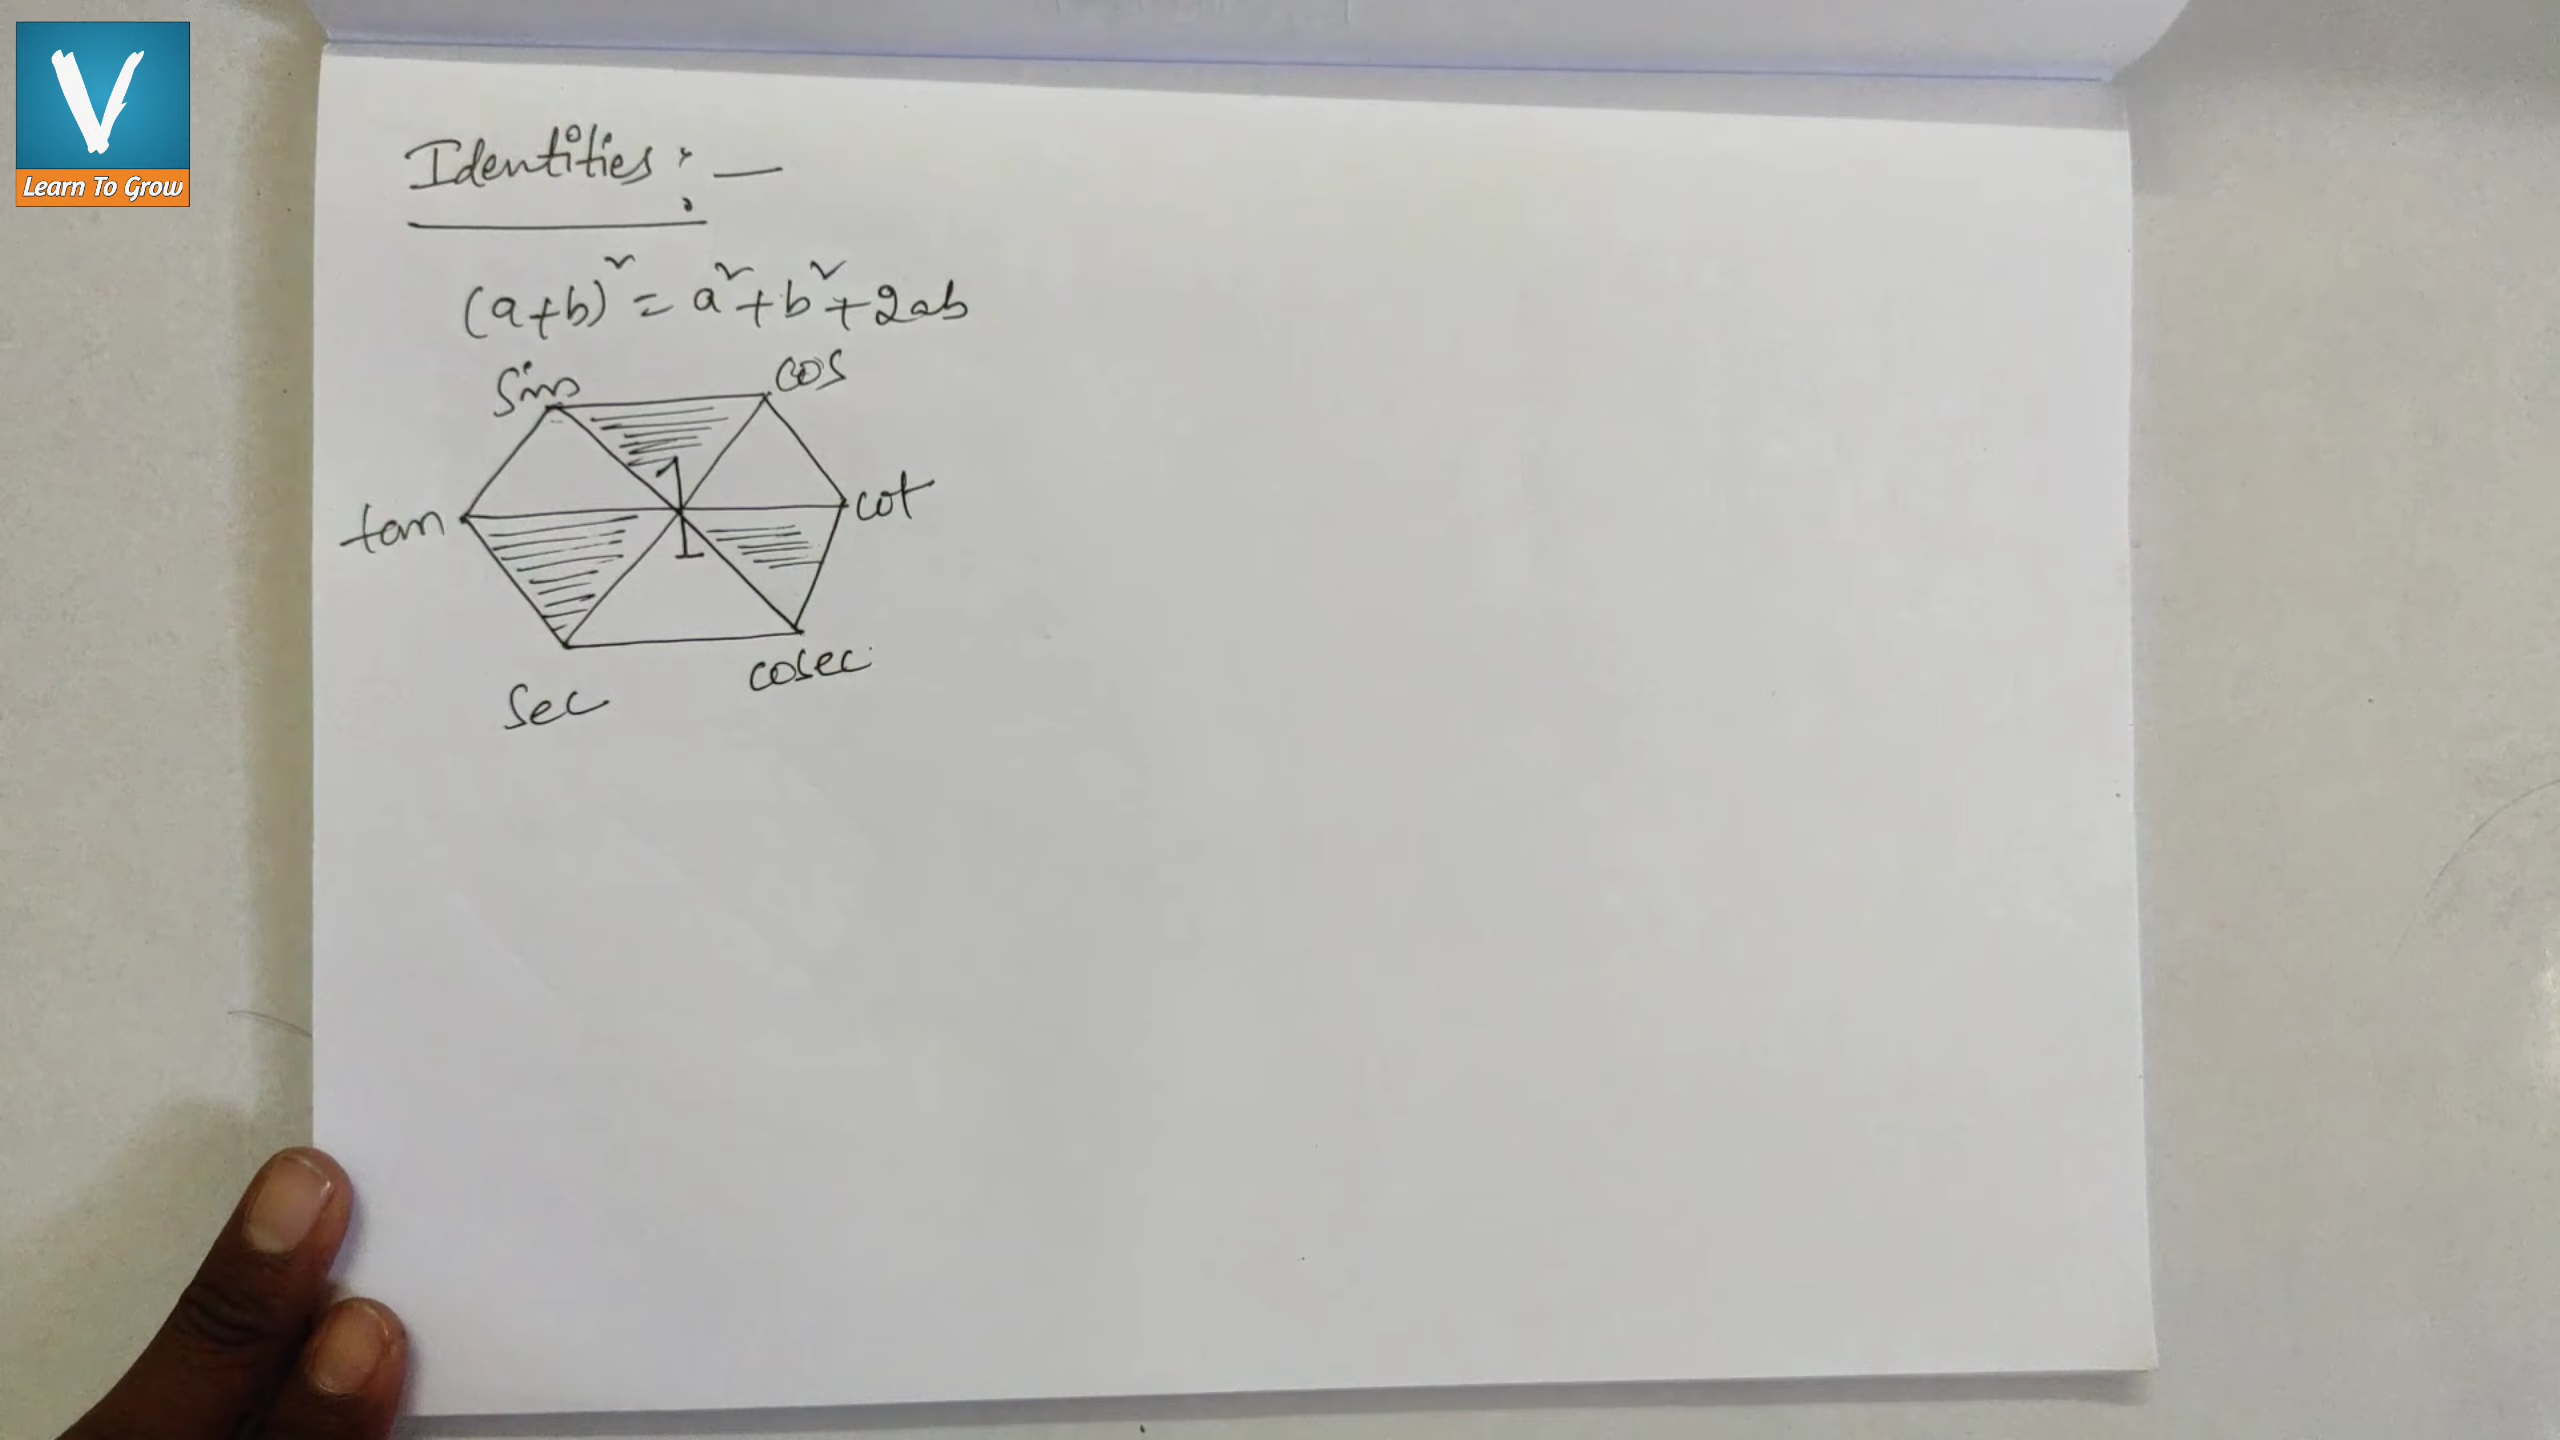 V
Learn To Grow
Identities : —
(a+b)² = a²+b²+2ab
sin cos
1
tan cot
sec cosec